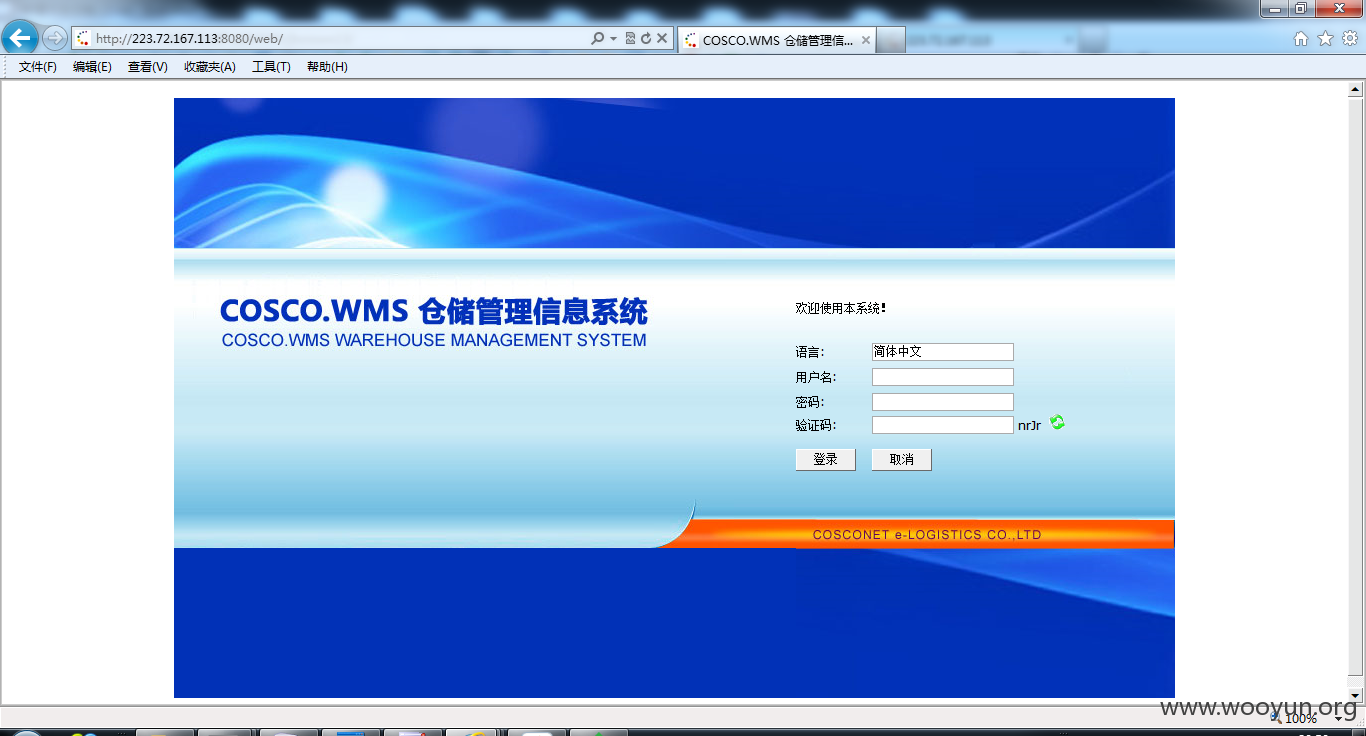 http://223.72.167.113:8080/web/
COSCO.WMS 仓储管理信...
文件(F) 编辑(E) 查看(V) 收藏夹(A) 工具(T) 帮助(H)
COSCO.WMS 仓储管理信息系统
COSCO.WMS WAREHOUSE MANAGEMENT SYSTEM
欢迎使用本系统!
语言: 简体中文
用户名:
密码:
验证码: nrJr
登录 取消
COSCONET e-LOGISTICS CO.,LTD
www.wooyun.org
100%